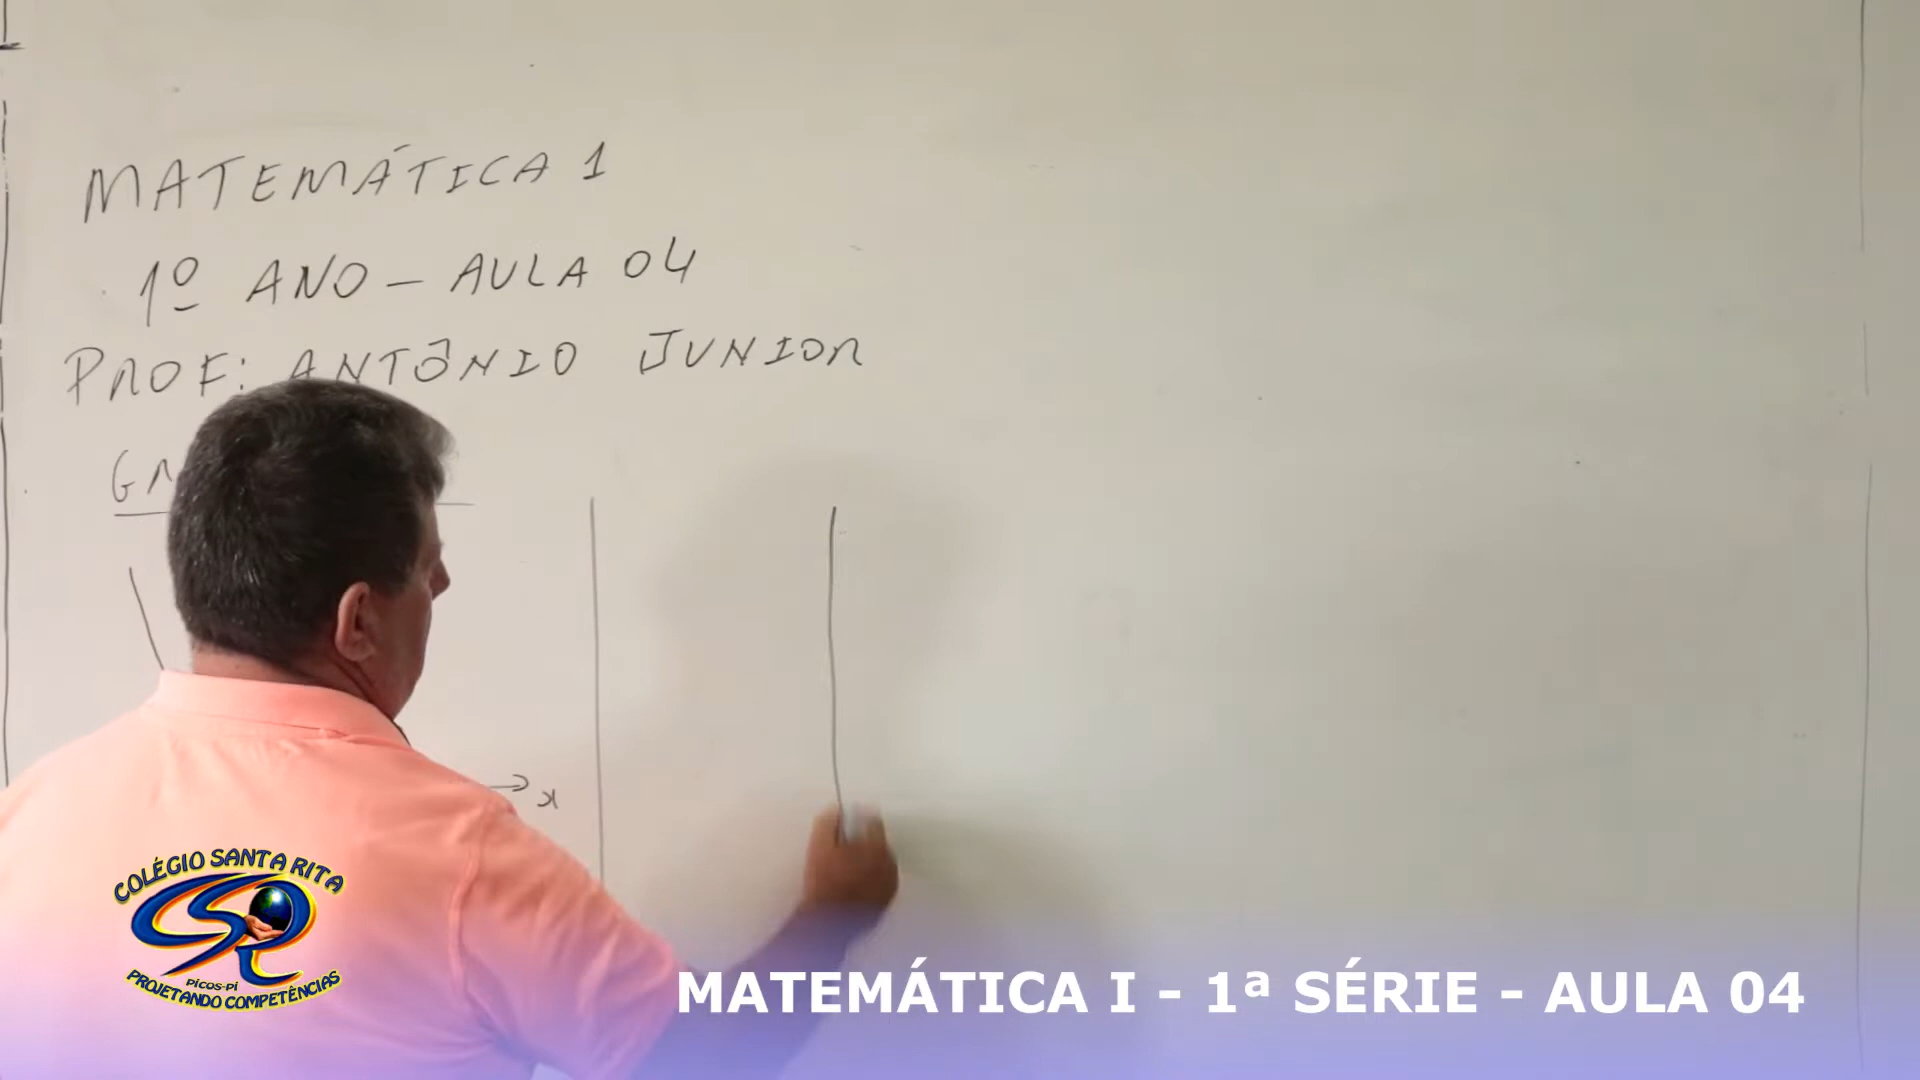 MATEMÁTICA 1
1º ANO - AULA 04
PROF: ANTÔNIO JUNIOR
x
COLÉGIO SANTA RITA
PICOS-PI
PROJETANDO COMPETÊNCIAS
MATEMÁTICA I - 1ª SÉRIE - AULA 04